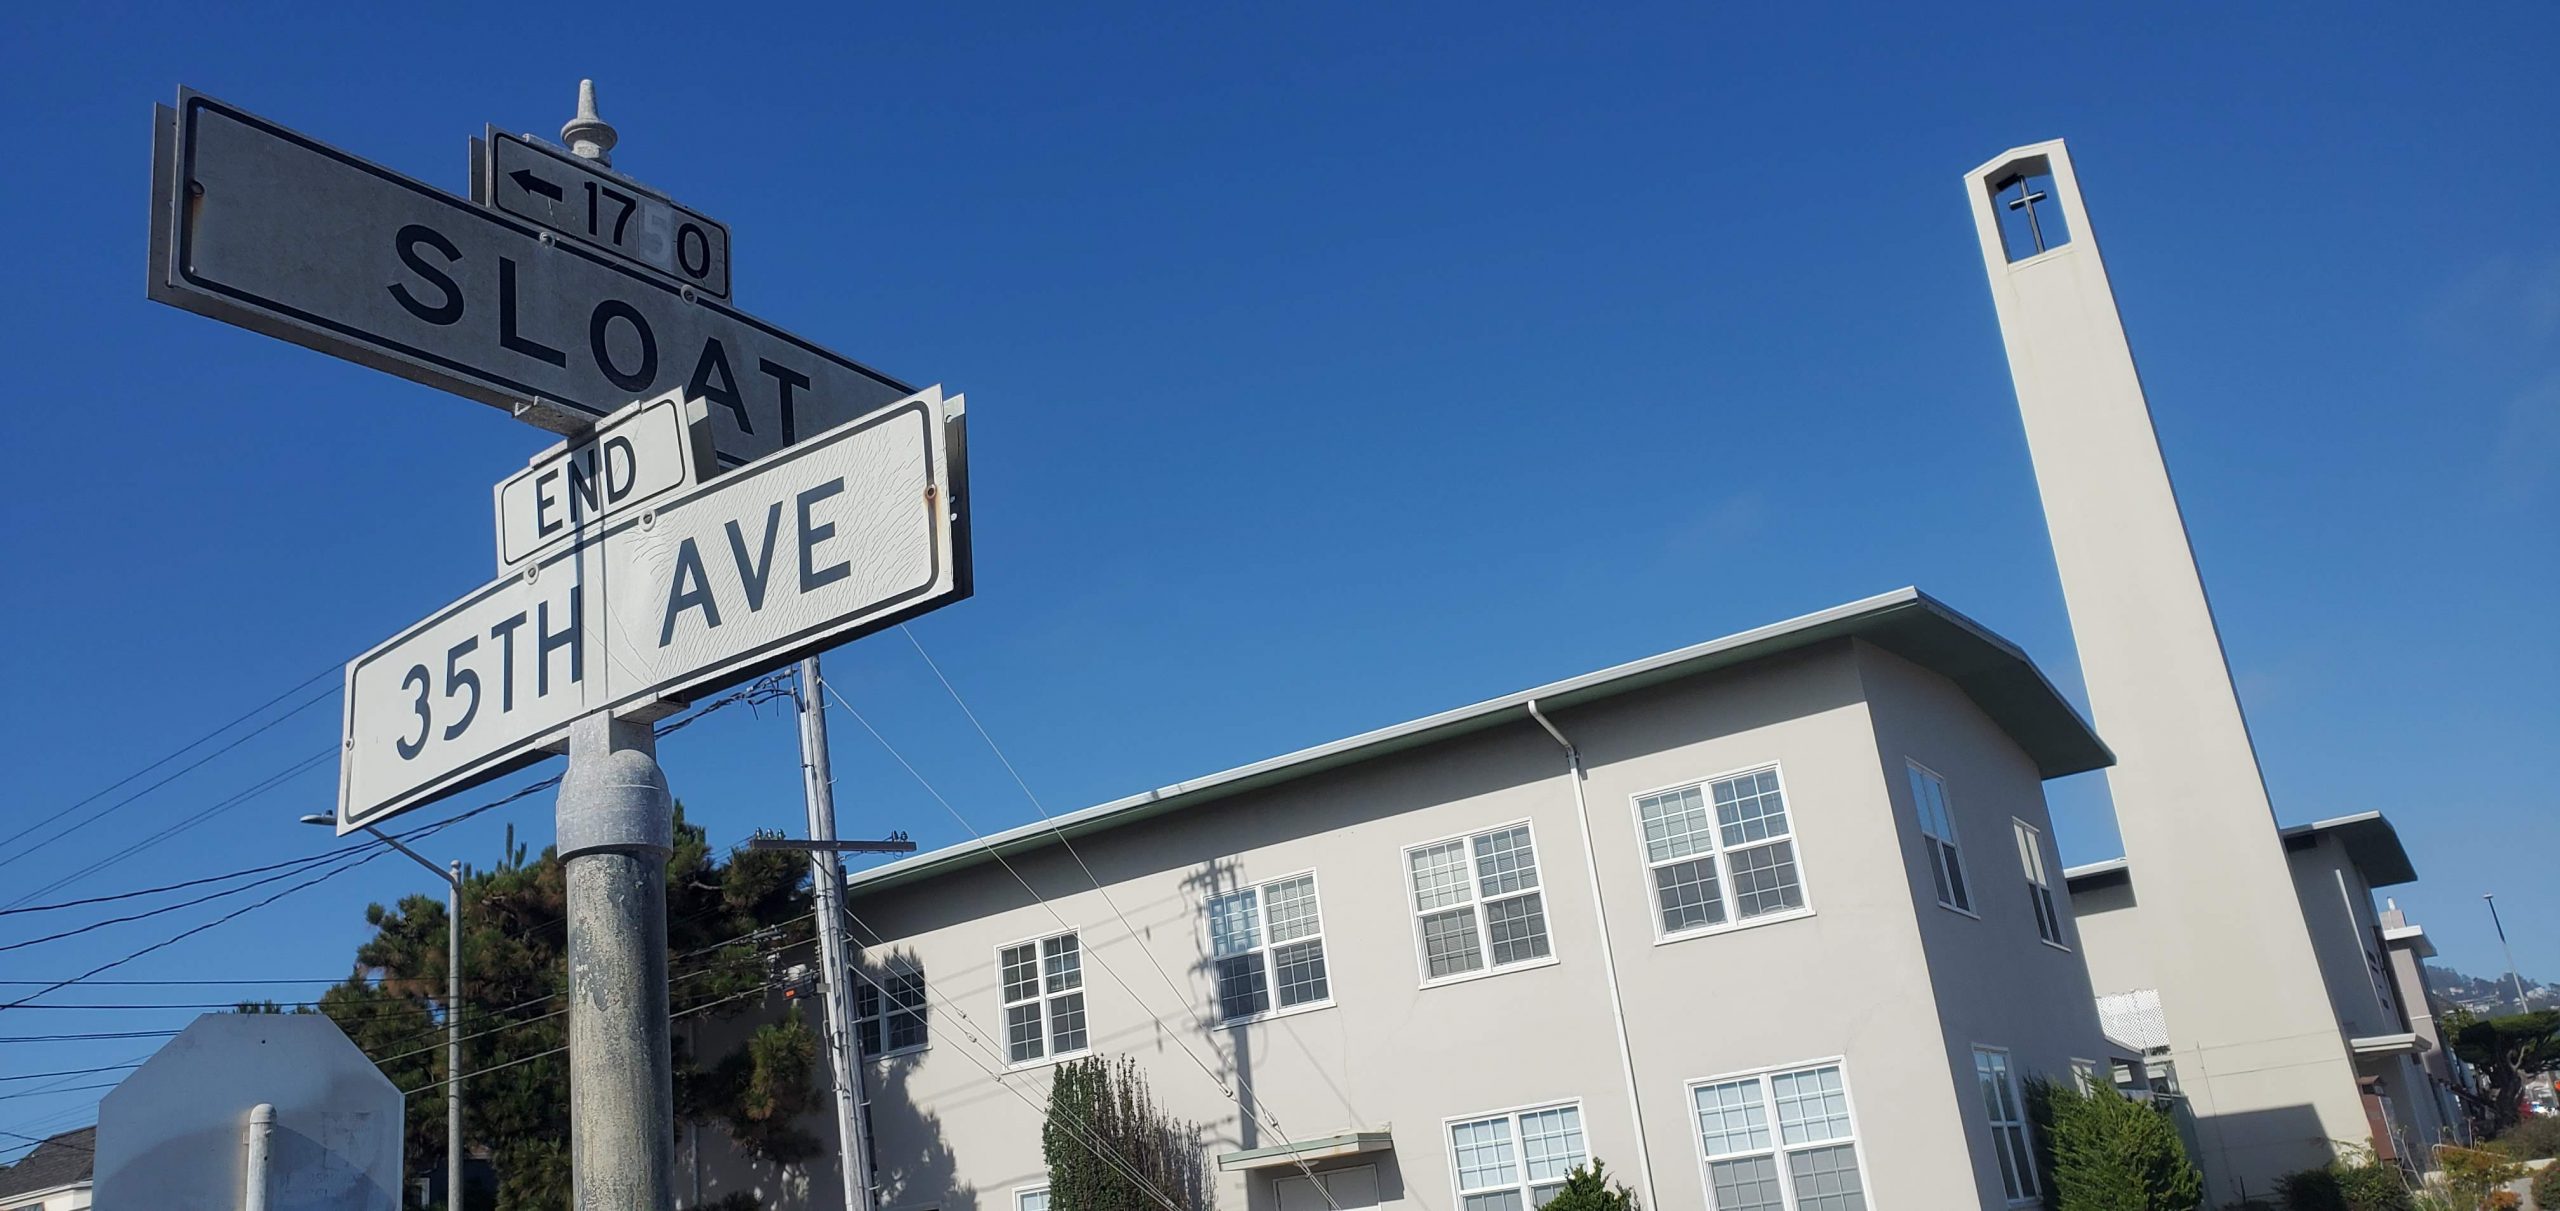 ← 1750
SLOAT
END
35TH AVE